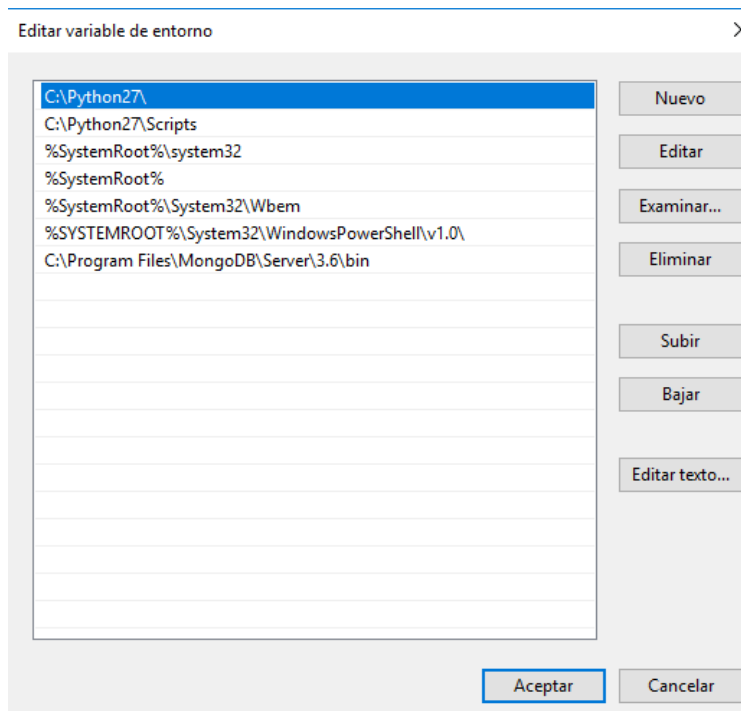 Editar variable de entorno
C:\Python27\
C:\Python27\Scripts
%SystemRoot%\system32
%SystemRoot%
%SystemRoot%\System32\Wbem
%SYSTEMROOT%\System32\WindowsPowerShell\v1.0\
C:\Program Files\MongoDB\Server\3.6\bin
Nuevo
Editar
Examinar...
Eliminar
Subir
Bajar
Editar texto...
Aceptar
Cancelar